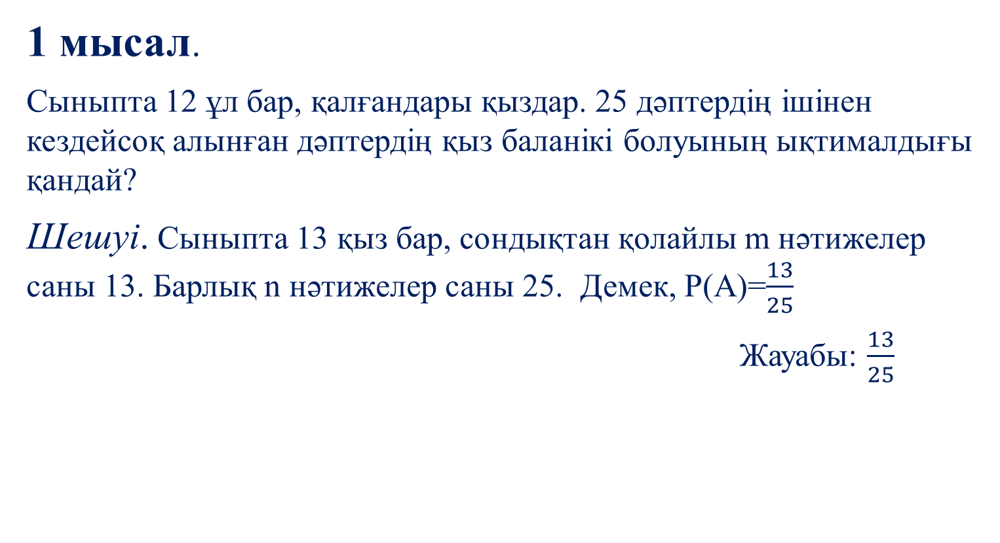 1 мысал.
Сыныпта 12 ұл бар, қалғандары қыздар. 25 дәптердің ішінен
кездейсоқ алынған дәптердің қыз баланікі болуының ықтималдығы
қандай?
Шешуі. Сыныпта 13 қыз бар, сондықтан қолайлы m нәтижелер
саны 13. Барлық n нәтижелер саны 25. Демек, P(A)=13/25
Жауабы: 13/25